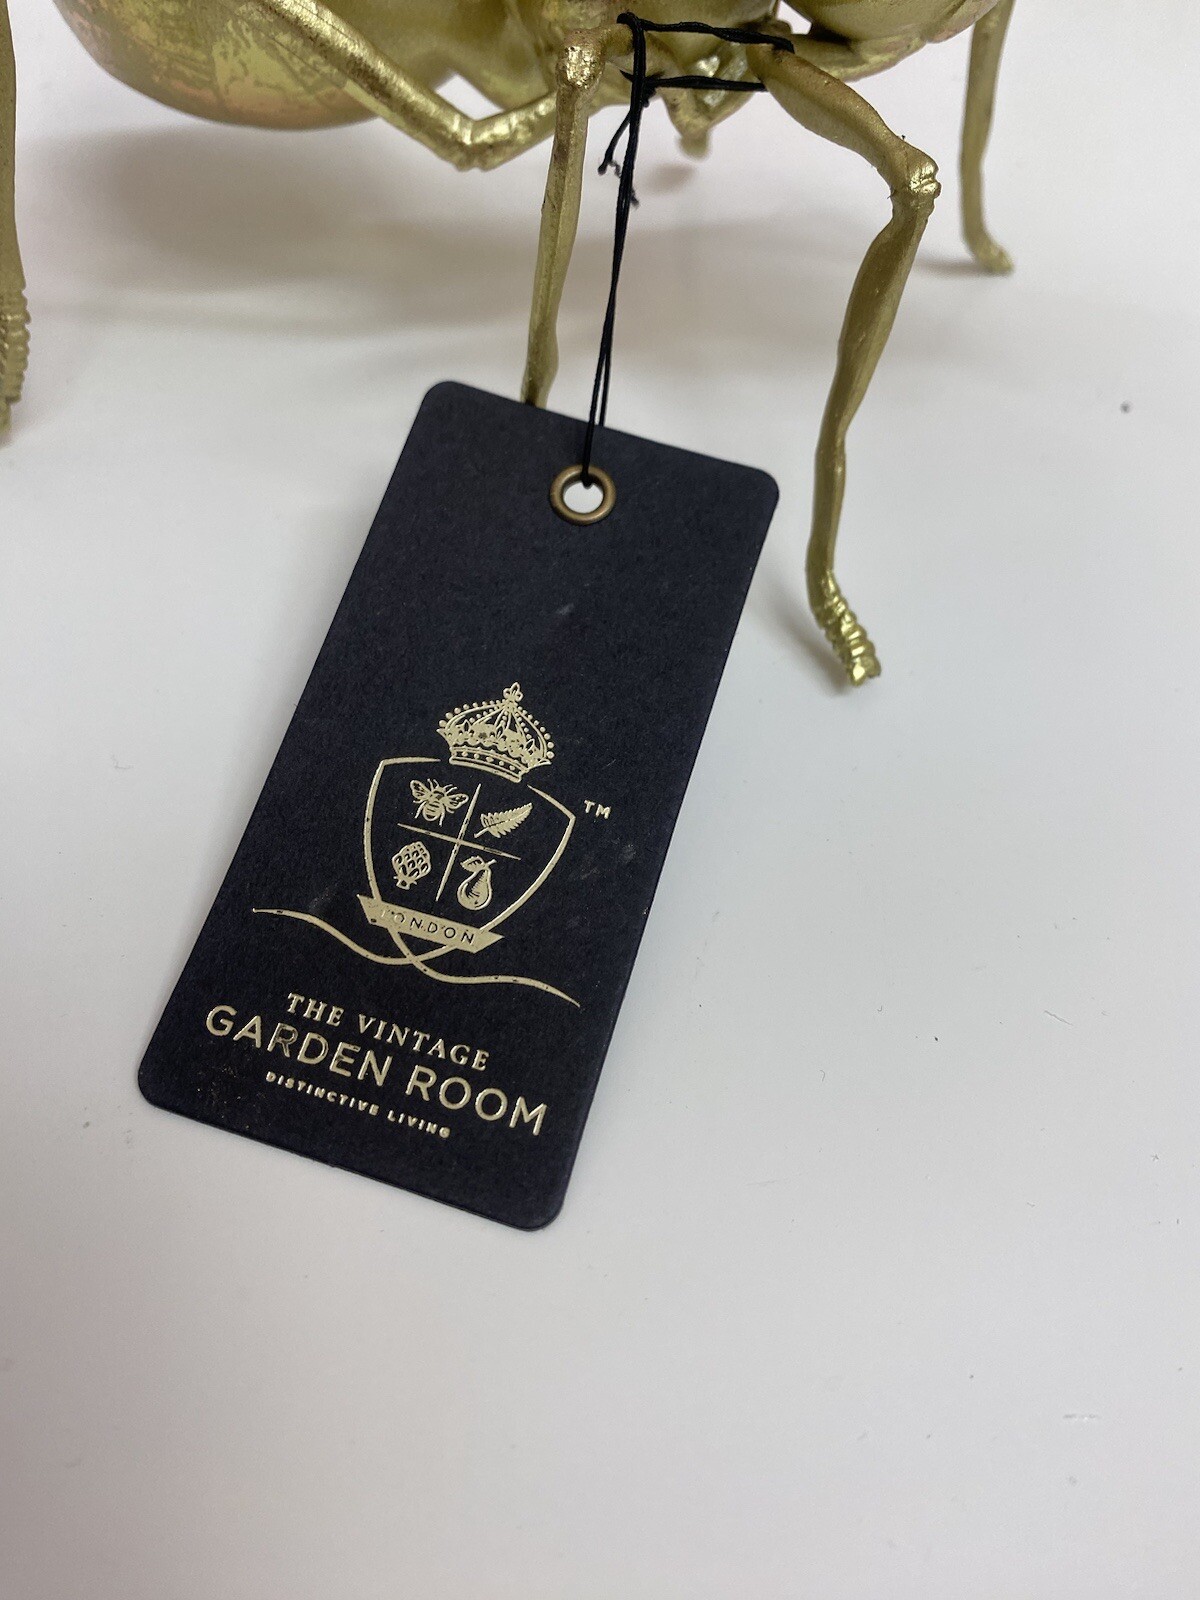 TM
LONDON
THE VINTAGE
GARDEN ROOM
DISTINCTIVE LIVING